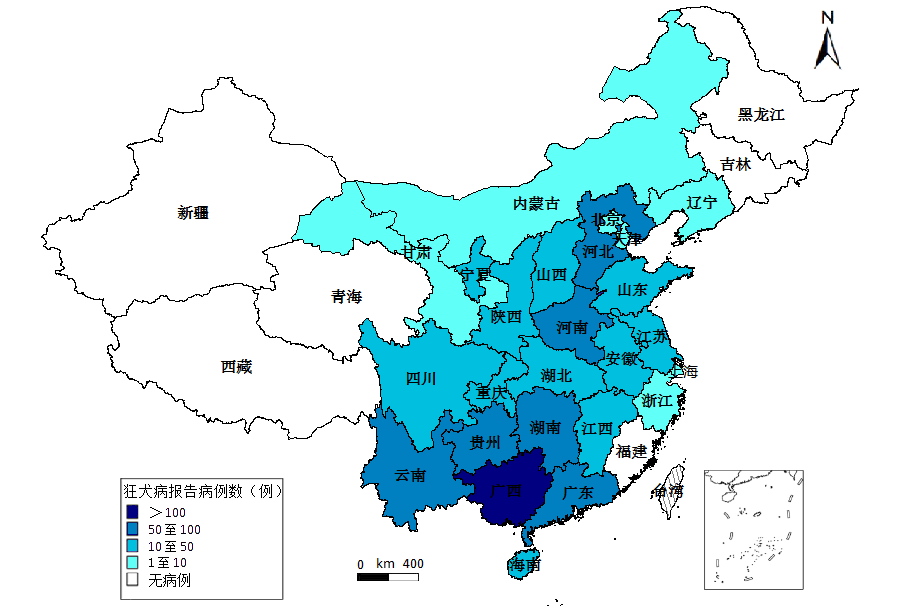 N
黑龙江
吉林
辽宁
内蒙古
新疆
北京
天津
河北
甘肃
宁夏
山西
山东
青海
陕西
河南
江苏
安徽
上海
西藏
四川
湖北
重庆
浙江
湖南
江西
贵州
福建
云南
广西
广东
台湾
海南
狂犬病报告病例数（例）
＞100
50至100
10至50
1至10
无病例
0 km 400